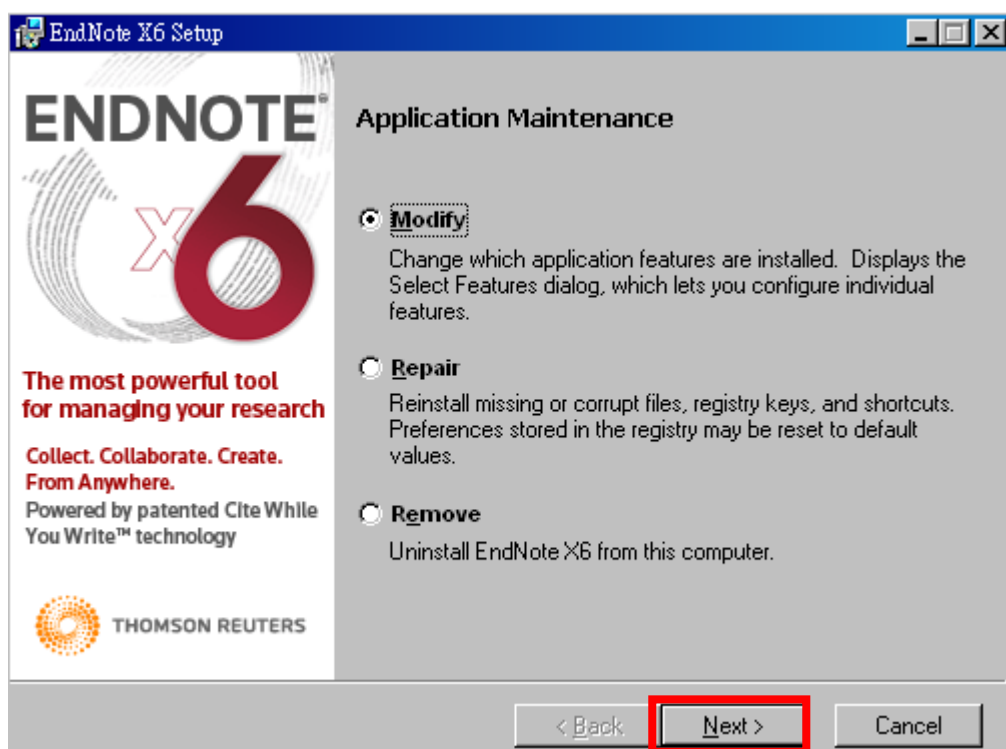 EndNote X6 Setup
ENDNOTE®
X6
The most powerful tool
for managing your research
Collect. Collaborate. Create.
From Anywhere.
Powered by patented Cite While
You Write™ technology
THOMSON REUTERS
Application Maintenance
Modify
Change which application features are installed.  Displays the
Select Features dialog, which lets you configure individual
features.
Repair
Reinstall missing or corrupt files, registry keys, and shortcuts.
Preferences stored in the registry may be reset to default
values.
Remove
Uninstall EndNote X6 from this computer.
< Back
Next >
Cancel